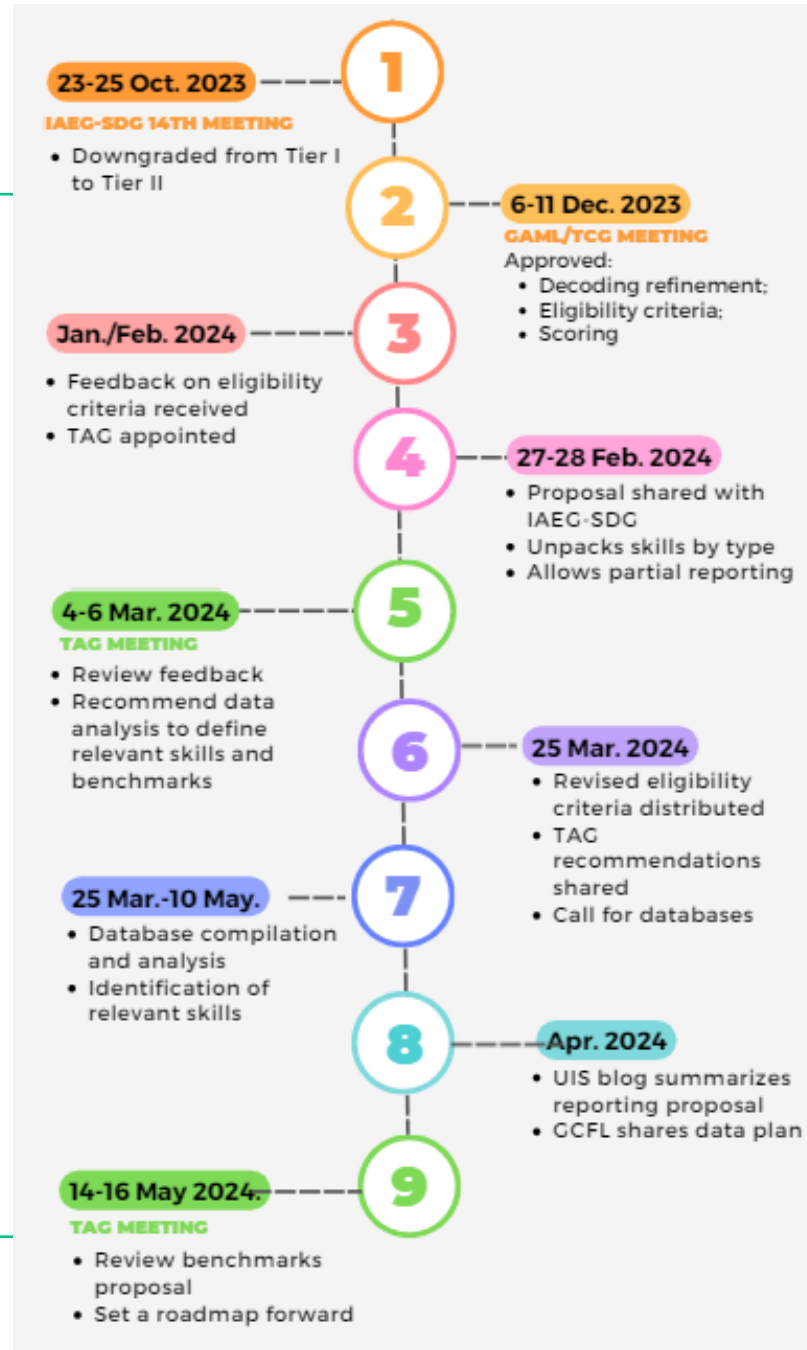 1
23-25 Oct. 2023
IAEG-SDG 14TH MEETING
• Downgraded from Tier I
to Tier II
2
6-11 Dec. 2023
GAML/TCG MEETING
Approved:
• Decoding refinement;
• Eligibility criteria;
• Scoring
3
Jan./Feb. 2024
• Feedback on eligibility
criteria received
• TAG appointed
4
27-28 Feb. 2024
• Proposal shared with
IAEG-SDG
• Unpacks skills by type
• Allows partial reporting
5
4-6 Mar. 2024
TAG MEETING
• Review feedback
• Recommend data
analysis to define
relevant skills and
benchmarks
6
25 Mar. 2024
• Revised eligibility
criteria distributed
• TAG
recommendations
shared
• Call for databases
7
25 Mar.-10 May.
• Database compilation
and analysis
• Identification of
relevant skills
8
Apr. 2024
• UIS blog summarizes
reporting proposal
• GCFL shares data plan
9
14-16 May 2024.
TAG MEETING
• Review benchmarks
proposal
• Set a roadmap forward